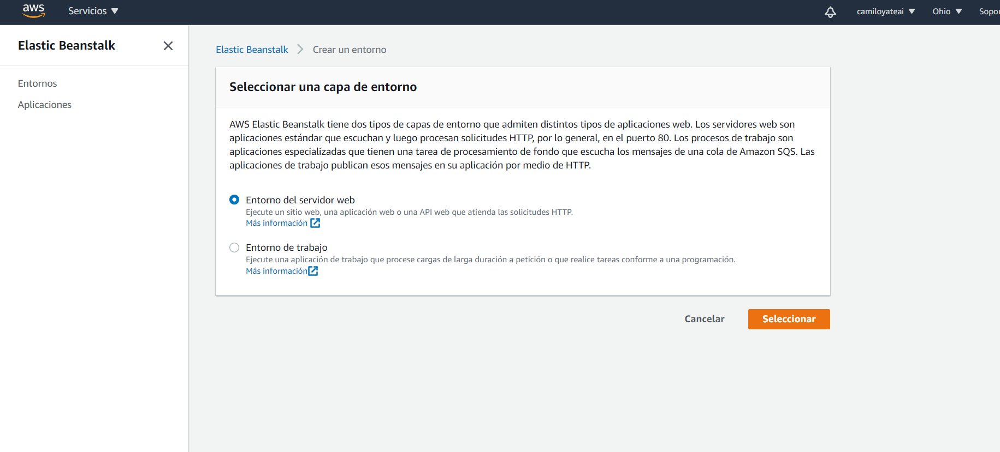 aws
Servicios
camiloyateai
Ohio
Sopor
Elastic Beanstalk
Entornos
Aplicaciones
Elastic Beanstalk
Crear un entorno
Seleccionar una capa de entorno
AWS Elastic Beanstalk tiene dos tipos de capas de entorno que admiten distintos tipos de aplicaciones web. Los servidores web son
aplicaciones estándar que escuchan y luego procesan solicitudes HTTP, por lo general, en el puerto 80. Los procesos de trabajo son
aplicaciones especializadas que tienen una tarea de procesamiento de fondo que escucha los mensajes de una cola de Amazon SQS. Las
aplicaciones de trabajo publican esos mensajes en su aplicación por medio de HTTP.
Entorno del servidor web
Ejecute un sitio web, una aplicación web o una API web que atienda las solicitudes HTTP.
Más información
Entorno de trabajo
Ejecute una aplicación de trabajo que procese cargas de larga duración a petición o que realice tareas conforme a una programación.
Más información
Cancelar
Seleccionar